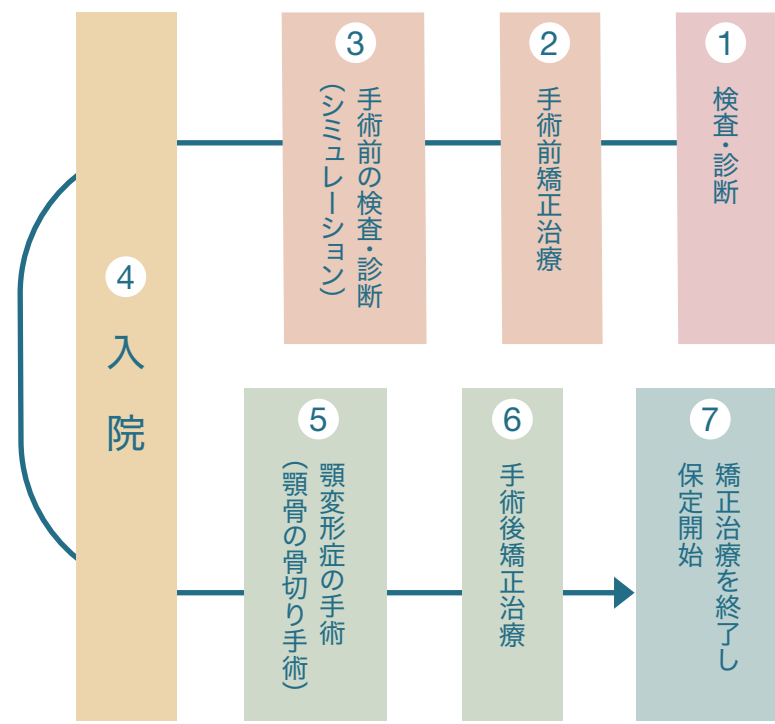 1
検査・診断
2
手術前矯正治療
3
手術前の検査・診断
（シミュレーション）
4
入院
5
顎変形症の手術
（顎骨の骨切り手術）
6
手術後矯正治療
7
矯正治療を終了し
保定開始